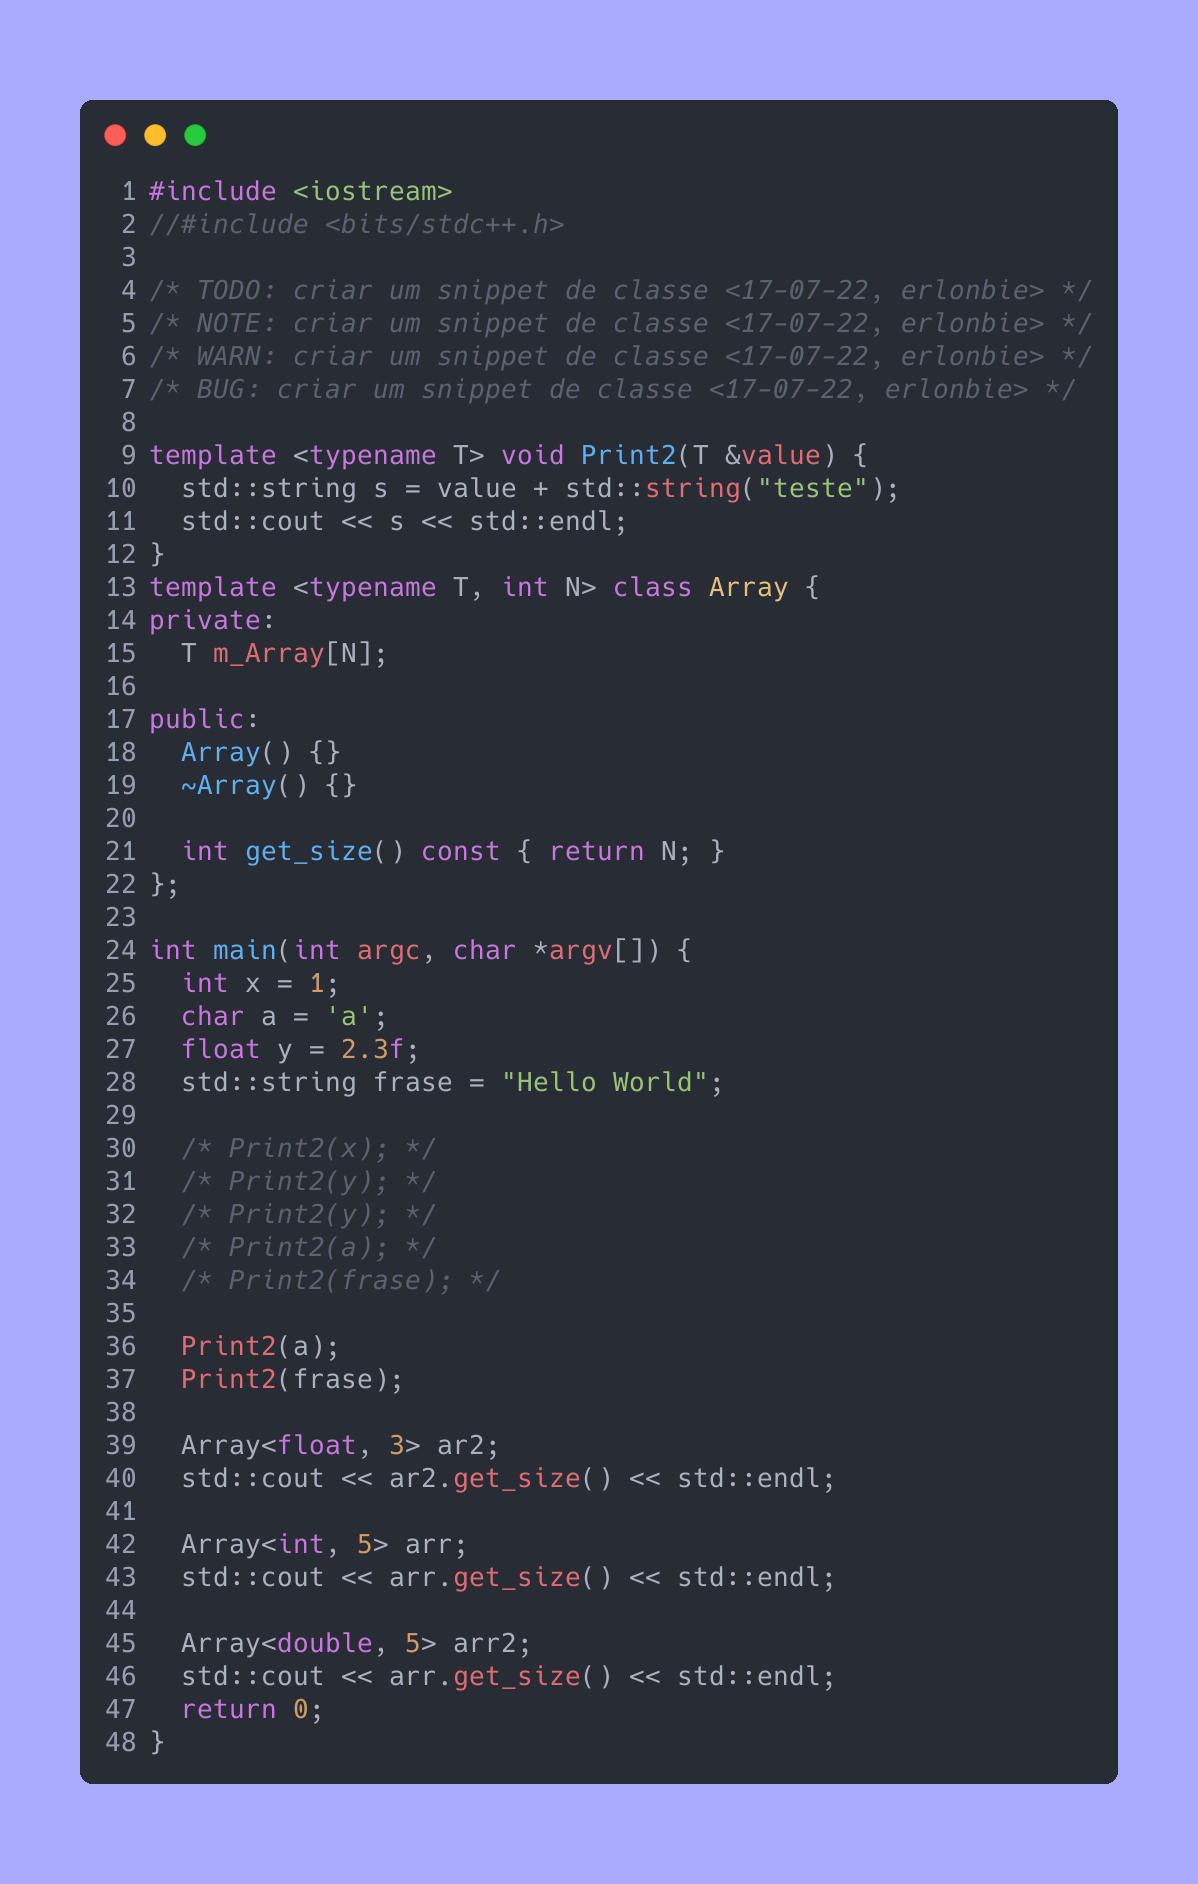 1 #include <iostream>
2 //#include <bits/stdc++.h>
3
4 /* TODO: criar um snippet de classe <17-07-22, erlonbie> */
5 /* NOTE: criar um snippet de classe <17-07-22, erlonbie> */
6 /* WARN: criar um snippet de classe <17-07-22, erlonbie> */
7 /* BUG: criar um snippet de classe <17-07-22, erlonbie> */
8
9 template <typename T> void Print2(T &value) {
10   std::string s = value + std::string("teste");
11   std::cout << s << std::endl;
12 }
13 template <typename T, int N> class Array {
14 private:
15   T m_Array[N];
16
17 public:
18   Array() {}
19   ~Array() {}
20
21   int get_size() const { return N; }
22 };
23
24 int main(int argc, char *argv[]) {
25   int x = 1;
26   char a = 'a';
27   float y = 2.3f;
28   std::string frase = "Hello World";
29
30   /* Print2(x); */
31   /* Print2(y); */
32   /* Print2(y); */
33   /* Print2(a); */
34   /* Print2(frase); */
35
36   Print2(a);
37   Print2(frase);
38
39   Array<float, 3> ar2;
40   std::cout << ar2.get_size() << std::endl;
41
42   Array<int, 5> arr;
43   std::cout << arr.get_size() << std::endl;
44
45   Array<double, 5> arr2;
46   std::cout << arr.get_size() << std::endl;
47   return 0;
48 }